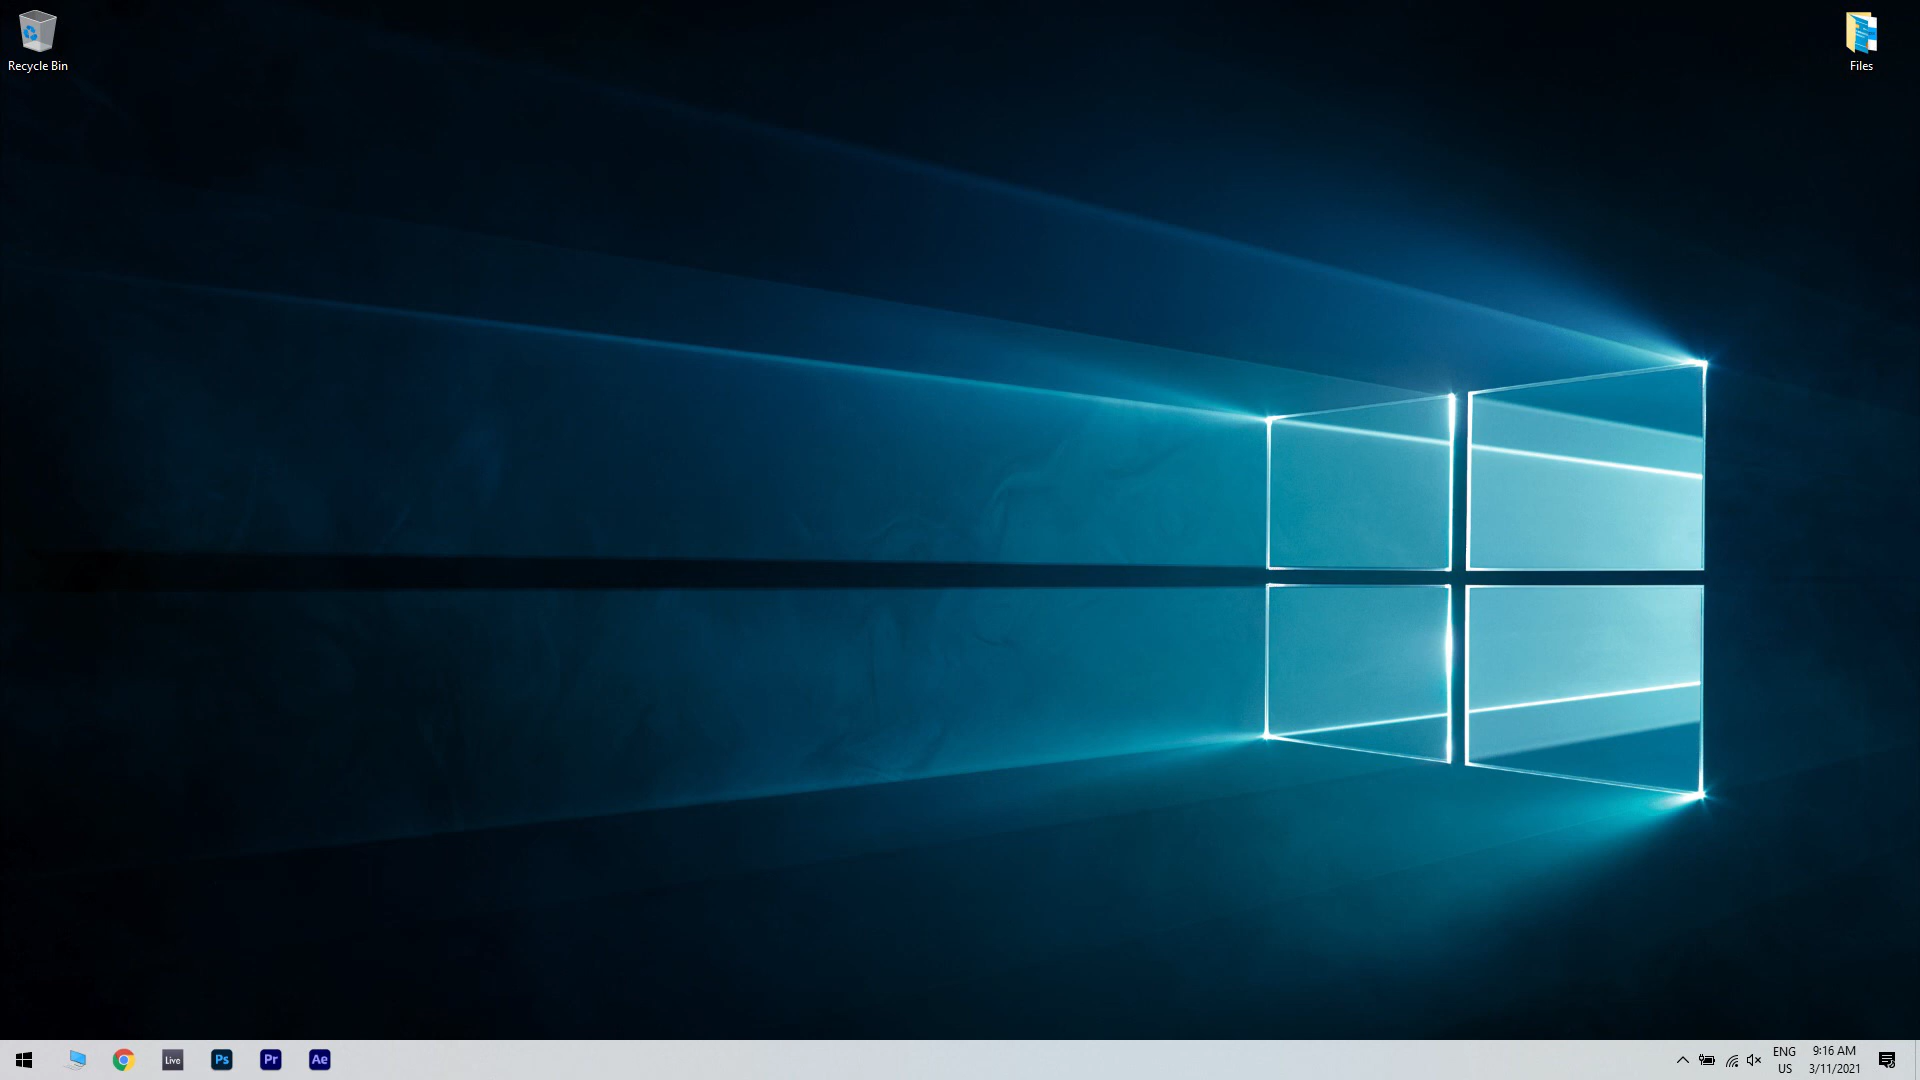 Recycle Bin
Files
Live
Ps
Pr
Ae
ENG
US
9:16 AM
3/11/2021